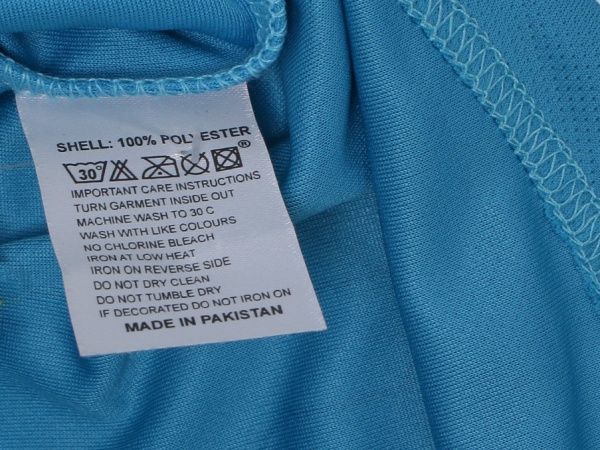 SHELL: 100% POLYESTER
30
IMPORTANT CARE INSTRUCTIONS
TURN GARMENT INSIDE OUT
MACHINE WASH TO 30 C
WASH WITH LIKE COLOURS
NO CHLORINE BLEACH
IRON AT LOW HEAT
IRON ON REVERSE SIDE
DO NOT DRY CLEAN
DO NOT TUMBLE DRY
IF DECORATED DO NOT IRON ON
MADE IN PAKISTAN